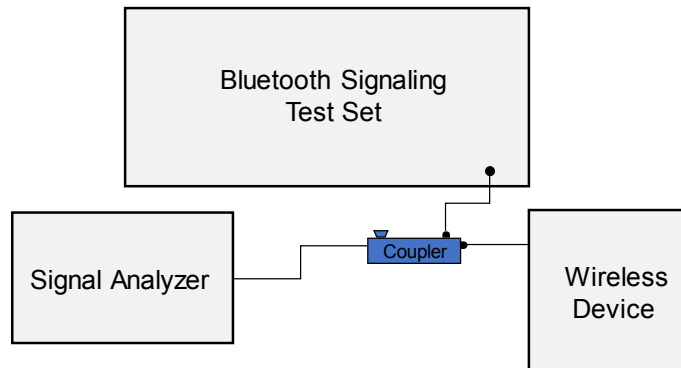 Bluetooth Signaling
Test Set
Signal Analyzer
Coupler
Wireless
Device